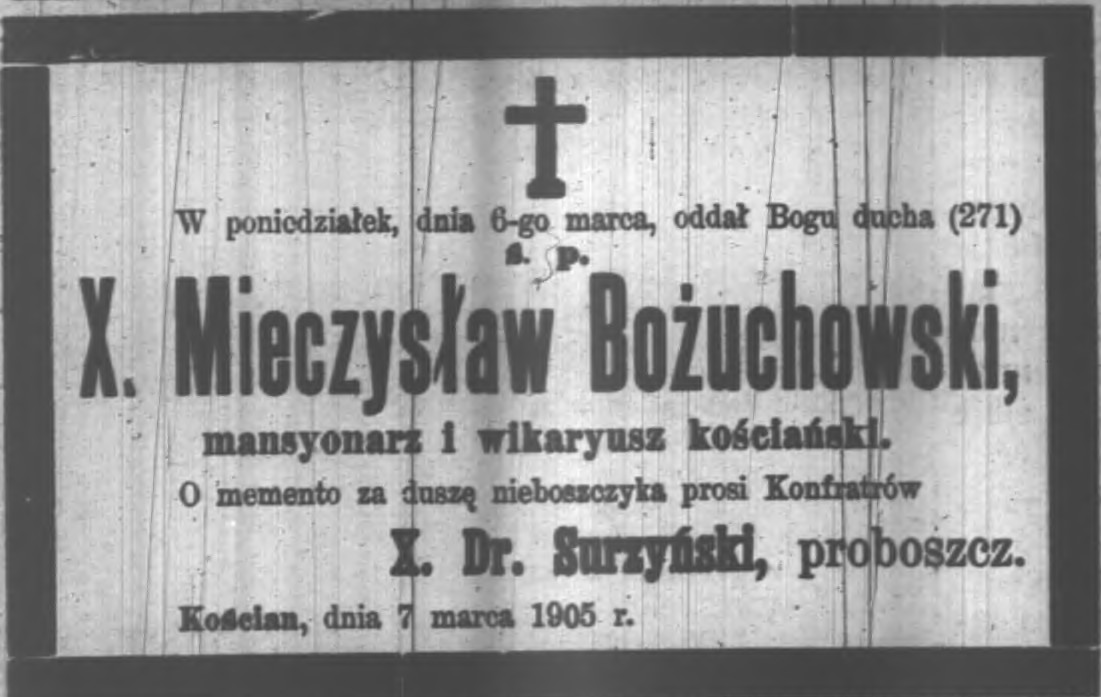 W poniedziałek, dnia 6-go marca, oddał Bogu ducha (271)
ś. p.
X. Mieczysław Bożuchowski,
mansyonarz i wikaryusz kościański.
O memento za duszę nieboszczyka prosi Konfratrów
X. Dr. Surzyński, proboszcz.
Kościan, dnia 7 marca 1905 r.